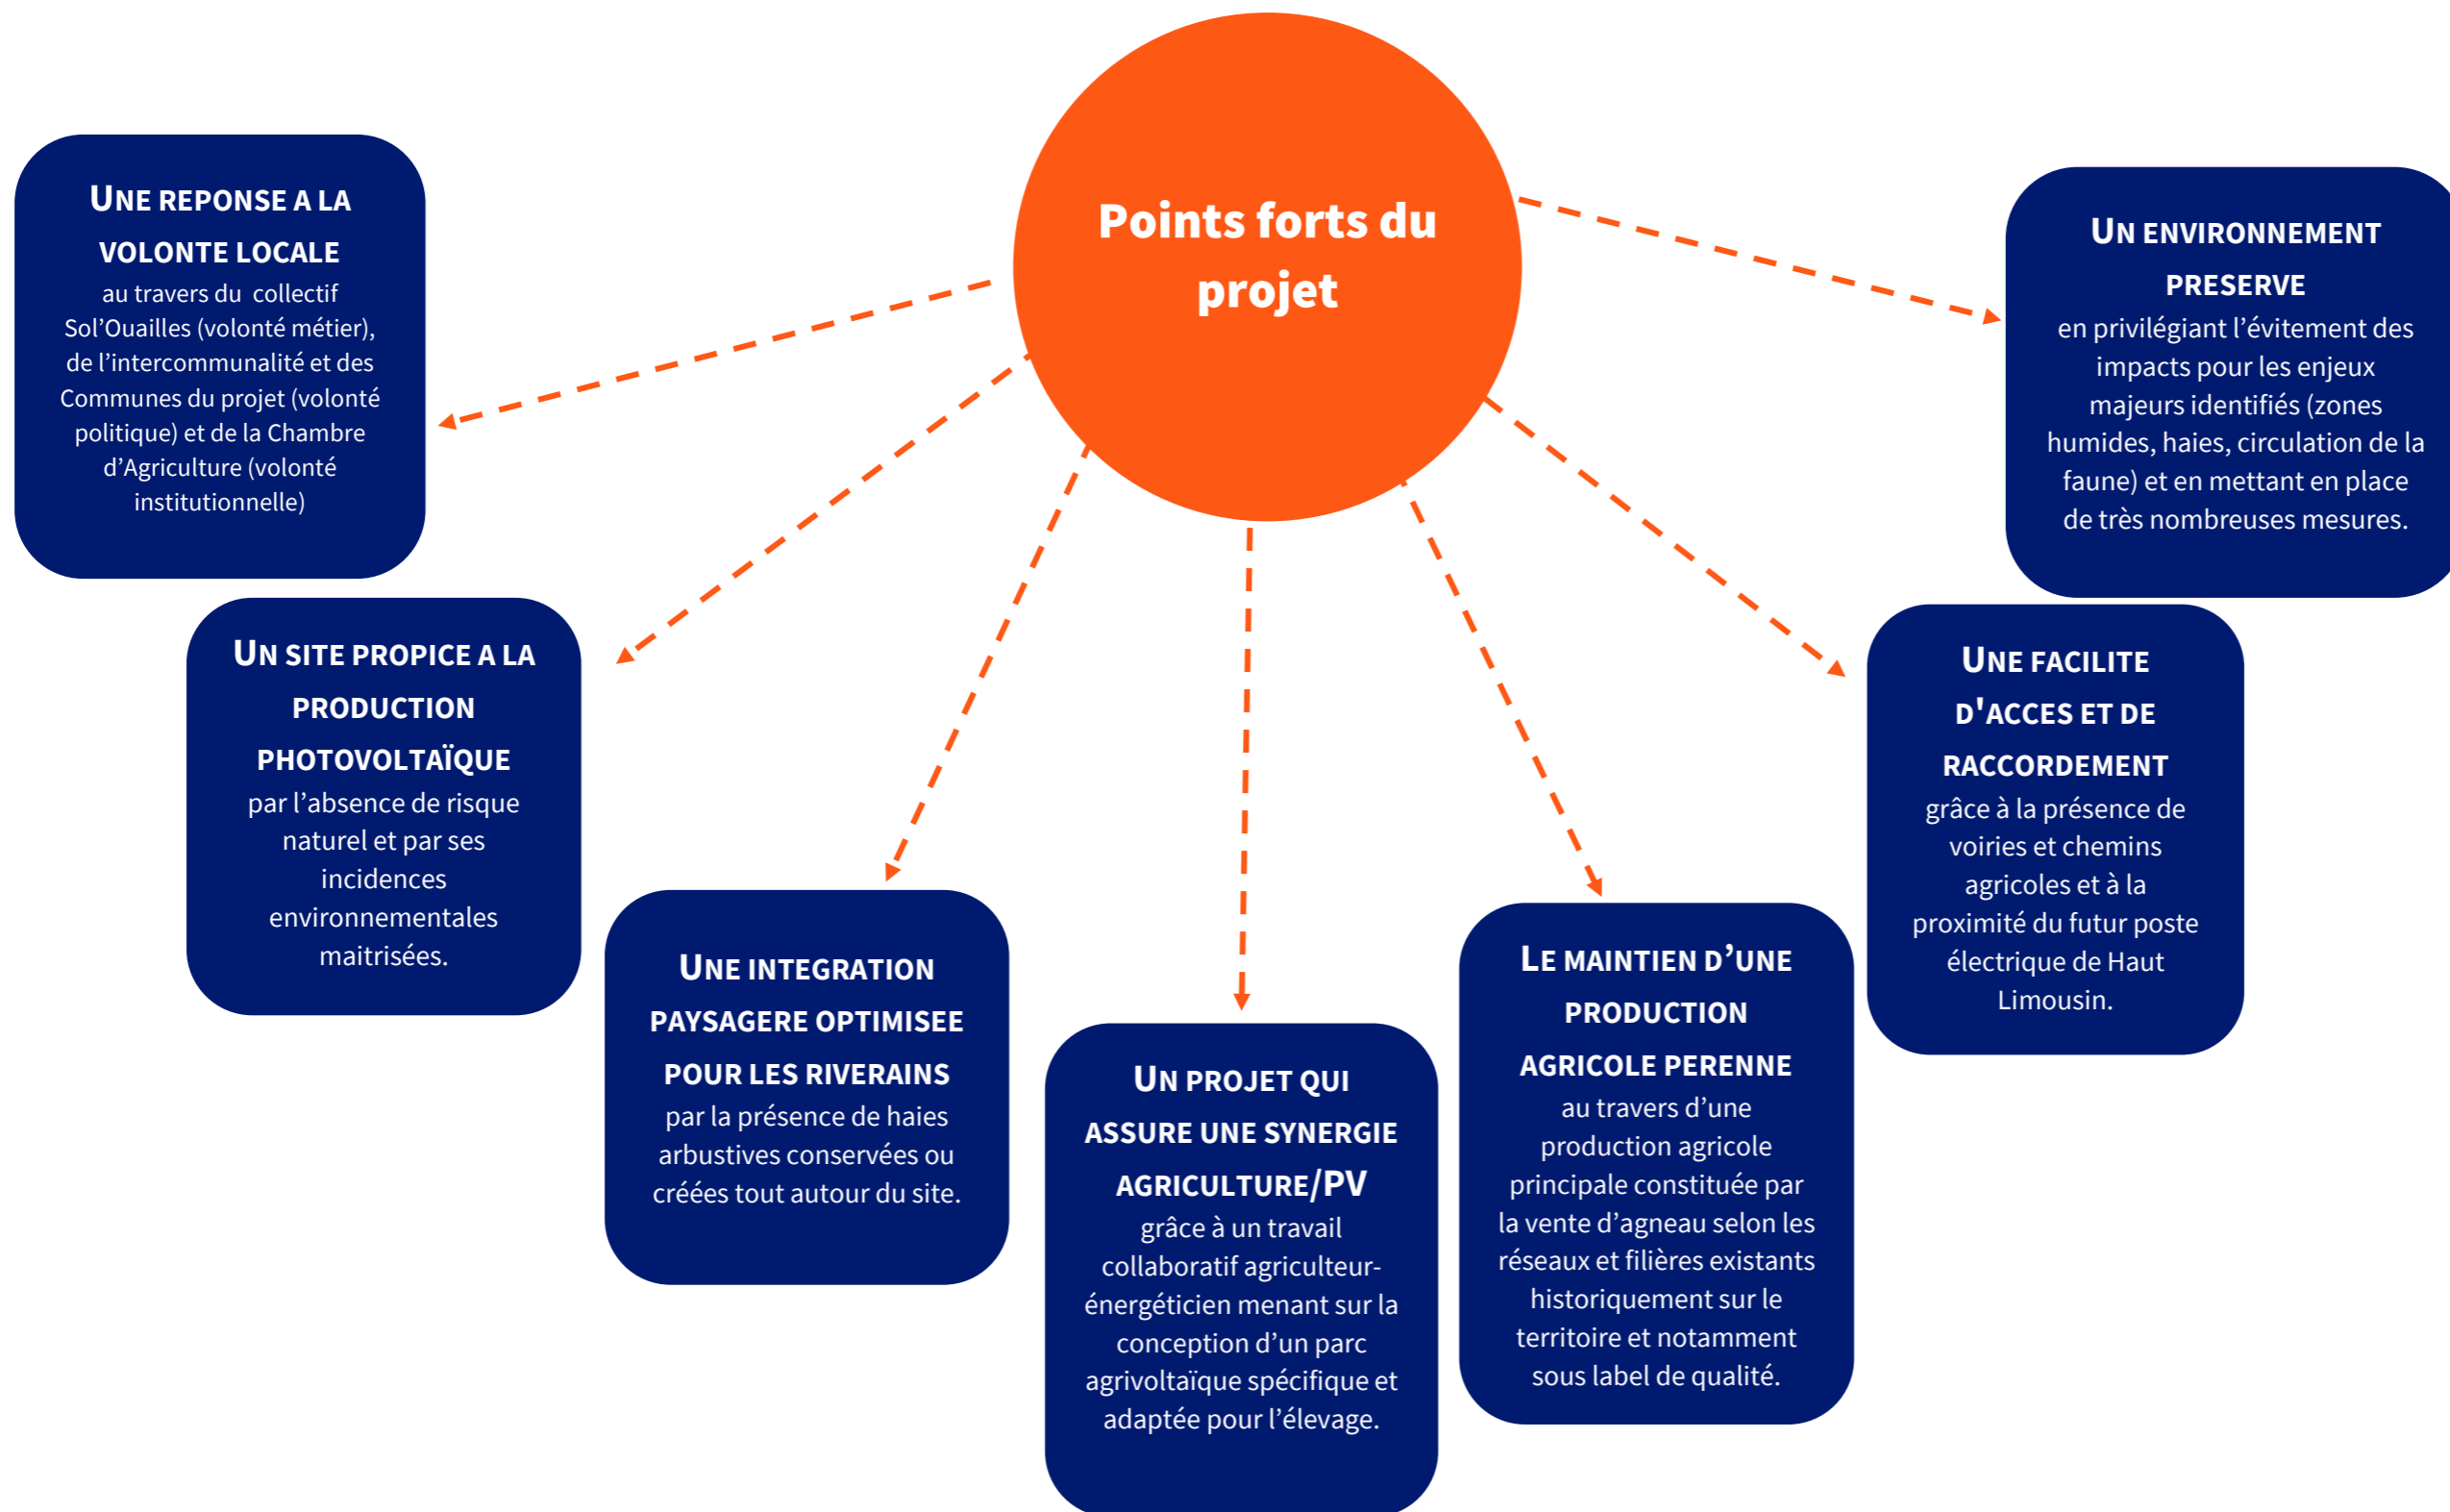 Points forts du
projet
UNE REPONSE A LA
VOLONTE LOCALE
au travers du collectif
Sol’Ouailles (volonté métier),
de l’intercommunalité et des
Communes du projet (volonté
politique) et de la Chambre
d’Agriculture (volonté
institutionnelle)
UN SITE PROPICE A LA
PRODUCTION
PHOTOVOLTAÏQUE
par l’absence de risque
naturel et par ses
incidences
environnementales
maitrisées.
UNE INTEGRATION
PAYSAGERE OPTIMISEE
POUR LES RIVERAINS
par la présence de haies
arbustives conservées ou
créées tout autour du site.
UN PROJET QUI
ASSURE UNE SYNERGIE
AGRICULTURE/PV
grâce à un travail
collaboratif agriculteur-
énergéticien menant sur la
conception d’un parc
agrivoltaïque spécifique et
adaptée pour l’élevage.
LE MAINTIEN D’UNE
PRODUCTION
AGRICOLE PERENNE
au travers d’une
production agricole
principale constituée par
la vente d’agneau selon les
réseaux et filières existants
historiquement sur le
territoire et notamment
sous label de qualité.
UNE FACILITE
D'ACCES ET DE
RACCORDEMENT
grâce à la présence de
voiries et chemins
agricoles et à la
proximité du futur poste
électrique de Haut
Limousin.
UN ENVIRONNEMENT
PRESERVE
en privilégiant l’évitement des
impacts pour les enjeux
majeurs identifiés (zones
humides, haies, circulation de la
faune) et en mettant en place
de très nombreuses mesures.